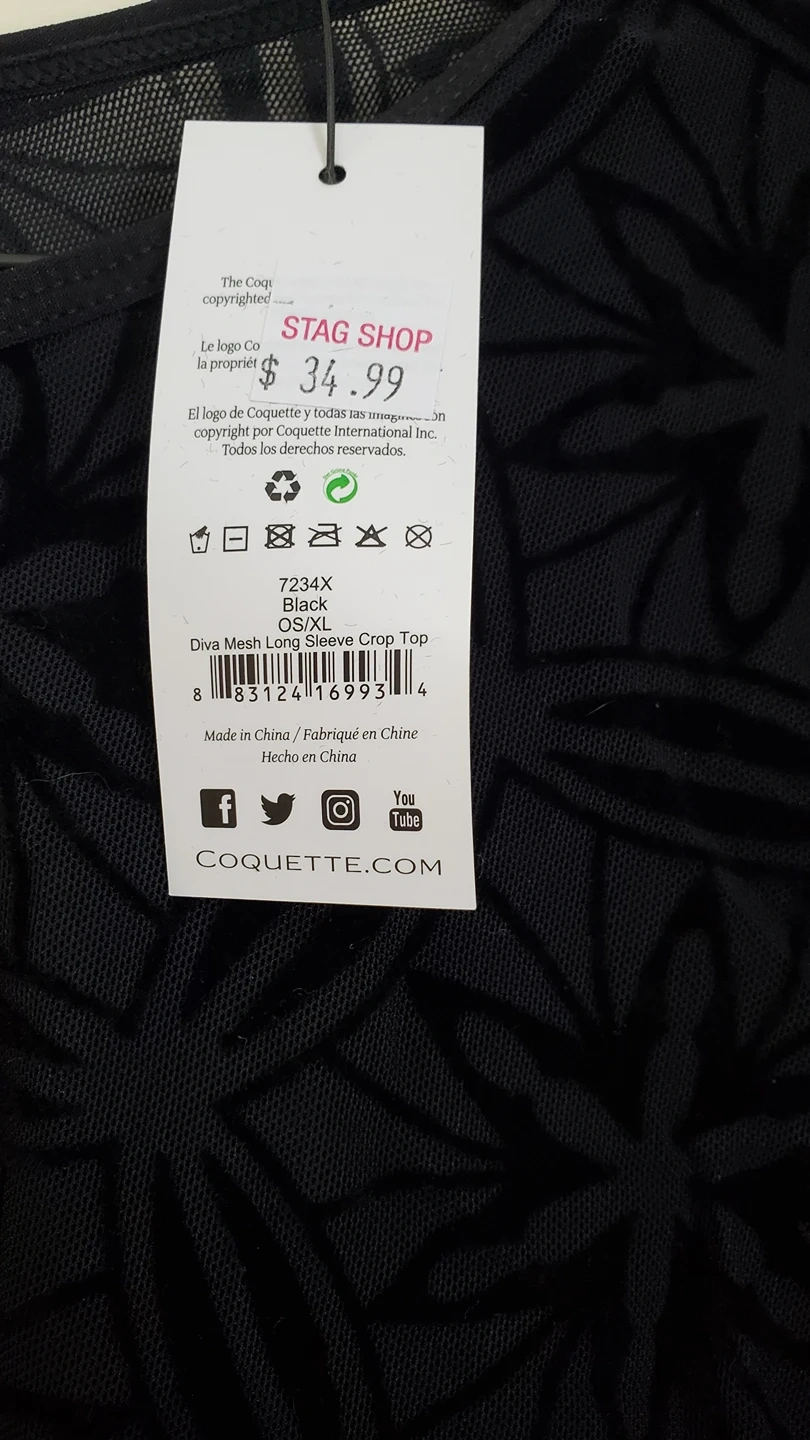 The Coqu
copyrighted
STAG SHOP
Le logo Co
la propriét
$ 34.99
El logo de Coquette y todas las
copyright por Coquette International Inc.
Todos los derechos reservados.
7234X
Black
OS/XL
Diva Mesh Long Sleeve Crop Top
8 83124 16993 4
Made in China / Fabriqué en Chine
Hecho en China
You
Tube
COQUETTE.COM